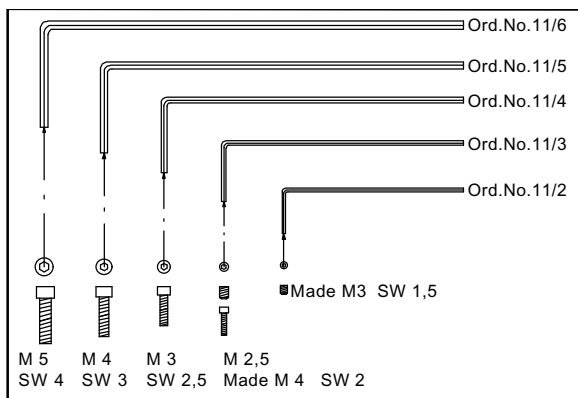 Ord.No.11/6
Ord.No.11/5
Ord.No.11/4
Ord.No.11/3
Ord.No.11/2
Made M3 SW 1,5
M 5 M 4 M 3 M 2,5
SW 4 SW 3 SW 2,5 Made M 4 SW 2